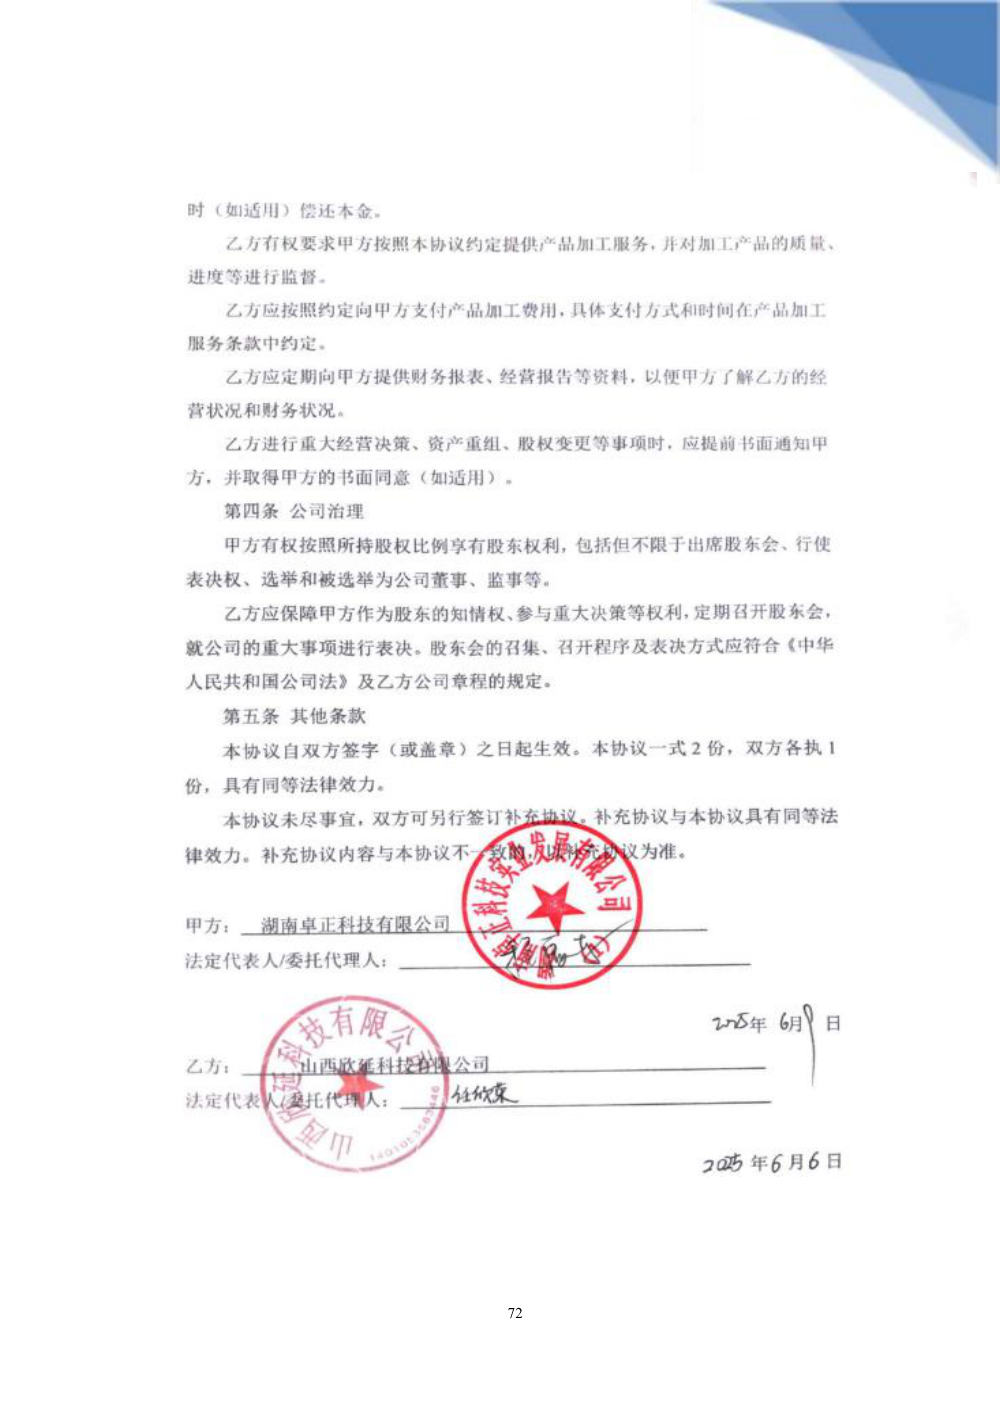 时（如适用）偿还本金。
乙方有权要求甲方按照本协议约定提供产品加工服务，并对加工产品的质量、
进度等进行监督。
乙方应按照约定向甲方支付产品加工费用，具体支付方式和时间在产品加工
服务条款中约定。
乙方应定期向甲方提供财务报表、经营报告等资料，以便甲方了解乙方的经
营状况和财务状况。
乙方进行重大经营决策、资产重组、股权变更等事项时，应提前书面通知甲
方，并取得甲方的书面同意（如适用）。
第四条 公司治理
甲方有权按照所持股权比例享有股东权利，包括但不限于出席股东会、行使
表决权、选举和被选举为公司董事、监事等。
乙方应保障甲方作为股东的知情权、参与重大决策等权利，定期召开股东会，
就公司的重大事项进行表决。股东会的召集、召开程序及表决方式应符合《中华
人民共和国公司法》及乙方公司章程的规定。
第五条 其他条款
本协议自双方签字（或盖章）之日起生效。本协议一式 2 份，双方各执 1
份，具有同等法律效力。
本协议未尽事宜，双方可另行签订补充协议。补充协议与本协议具有同等法
律效力。补充协议内容与本协议不一致的，以补充协议为准。
正科技实业发展有限公司
甲方： 湖南卓正科技有限公司
法定代表人/委托代理人：
2025年 6月9日
山西欣延科技有限公司
乙方： 山西欣延科技有限公司
法定代表人/委托代理人： 任欣
2025年6月6日
72